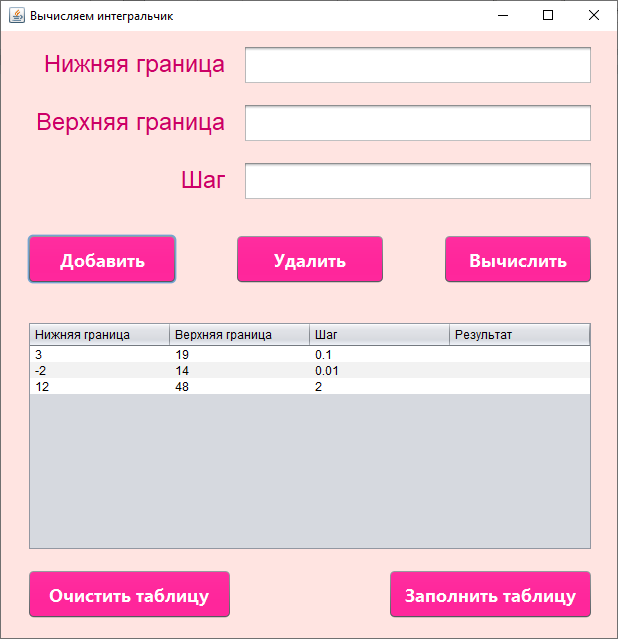 Вычисляем интегральчик
Нижняя граница
Верхняя граница
Шаг
Добавить Удалить Вычислить
Нижняя граница Верхняя граница Шаг Результат
3 19 0.1
-2 14 0.01
12 48 2
Очистить таблицу Заполнить таблицу